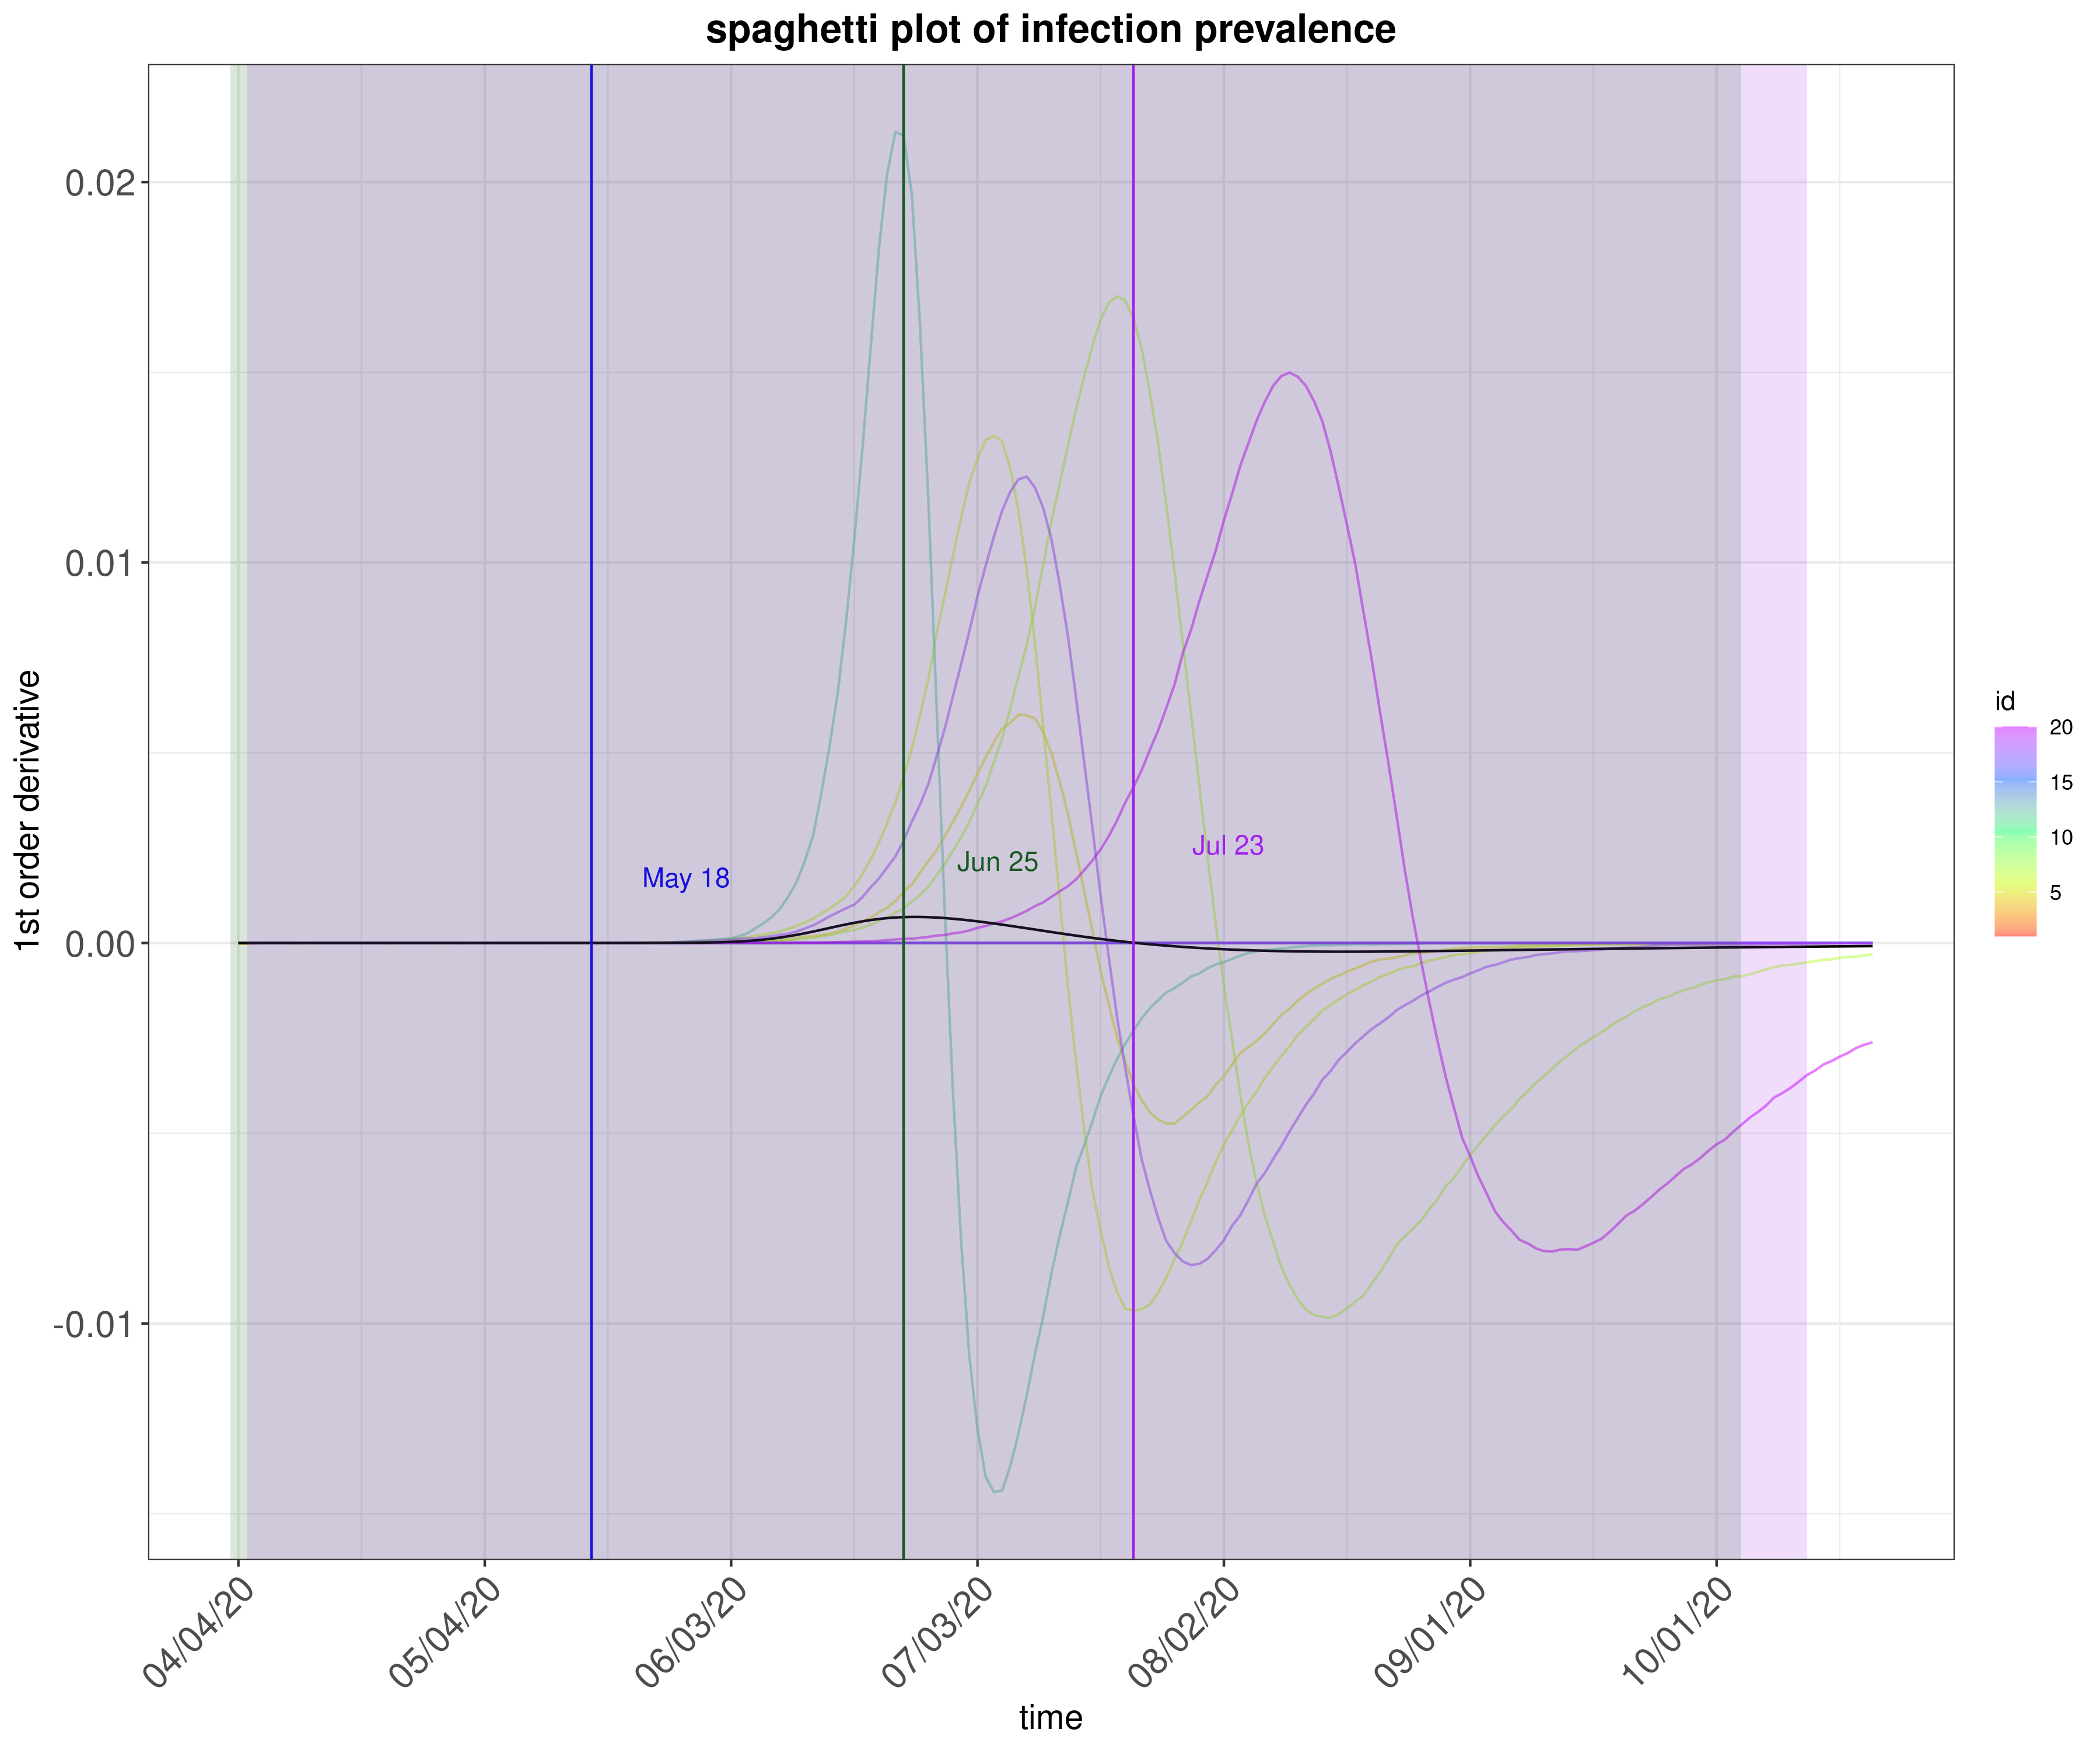 spaghetti plot of infection prevalence
1st order derivative
0.02
0.01
0.00
-0.01
May 18
Jun 25
Jul 23
04/04/20
05/04/20
06/03/20
07/03/20
08/02/20
09/01/20
10/01/20
time
id
20
15
10
5